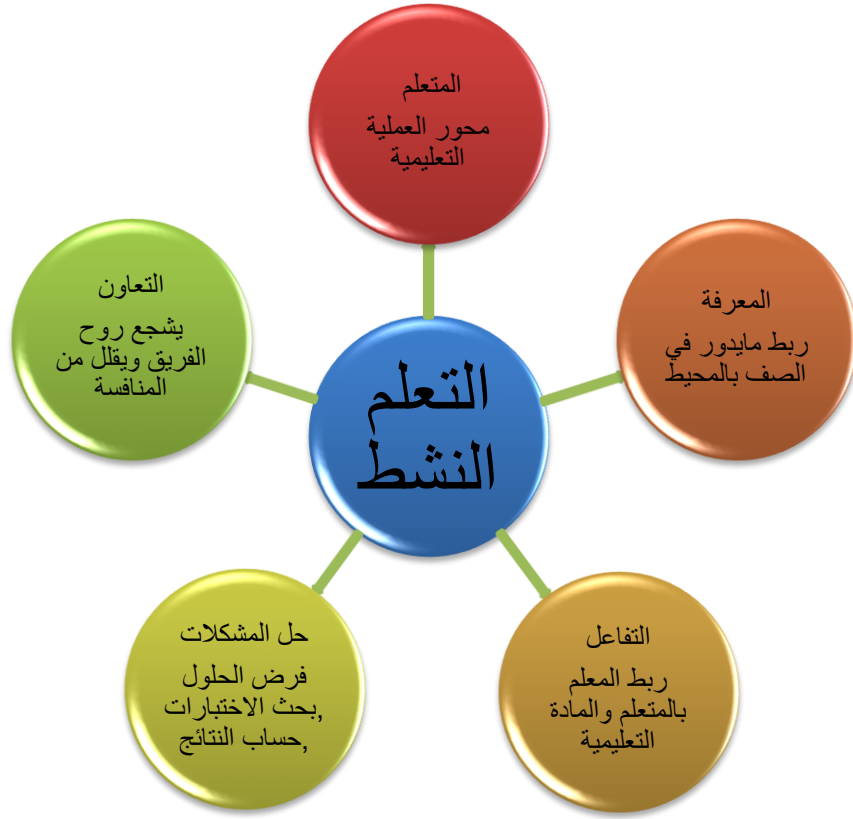 المتعلم
محور العملية
التعليمية
المعرفة
ربط مايدور في
الصف بالمحيط
التفاعل
ربط المعلم
بالمتعلم والمادة
التعليمية
حل المشكلات
فرض الحلول
,بحث الاختبارات
,حساب النتائج
التعاون
يشجع روح
الفريق ويقلل من
المنافسة
التعلم
النشط